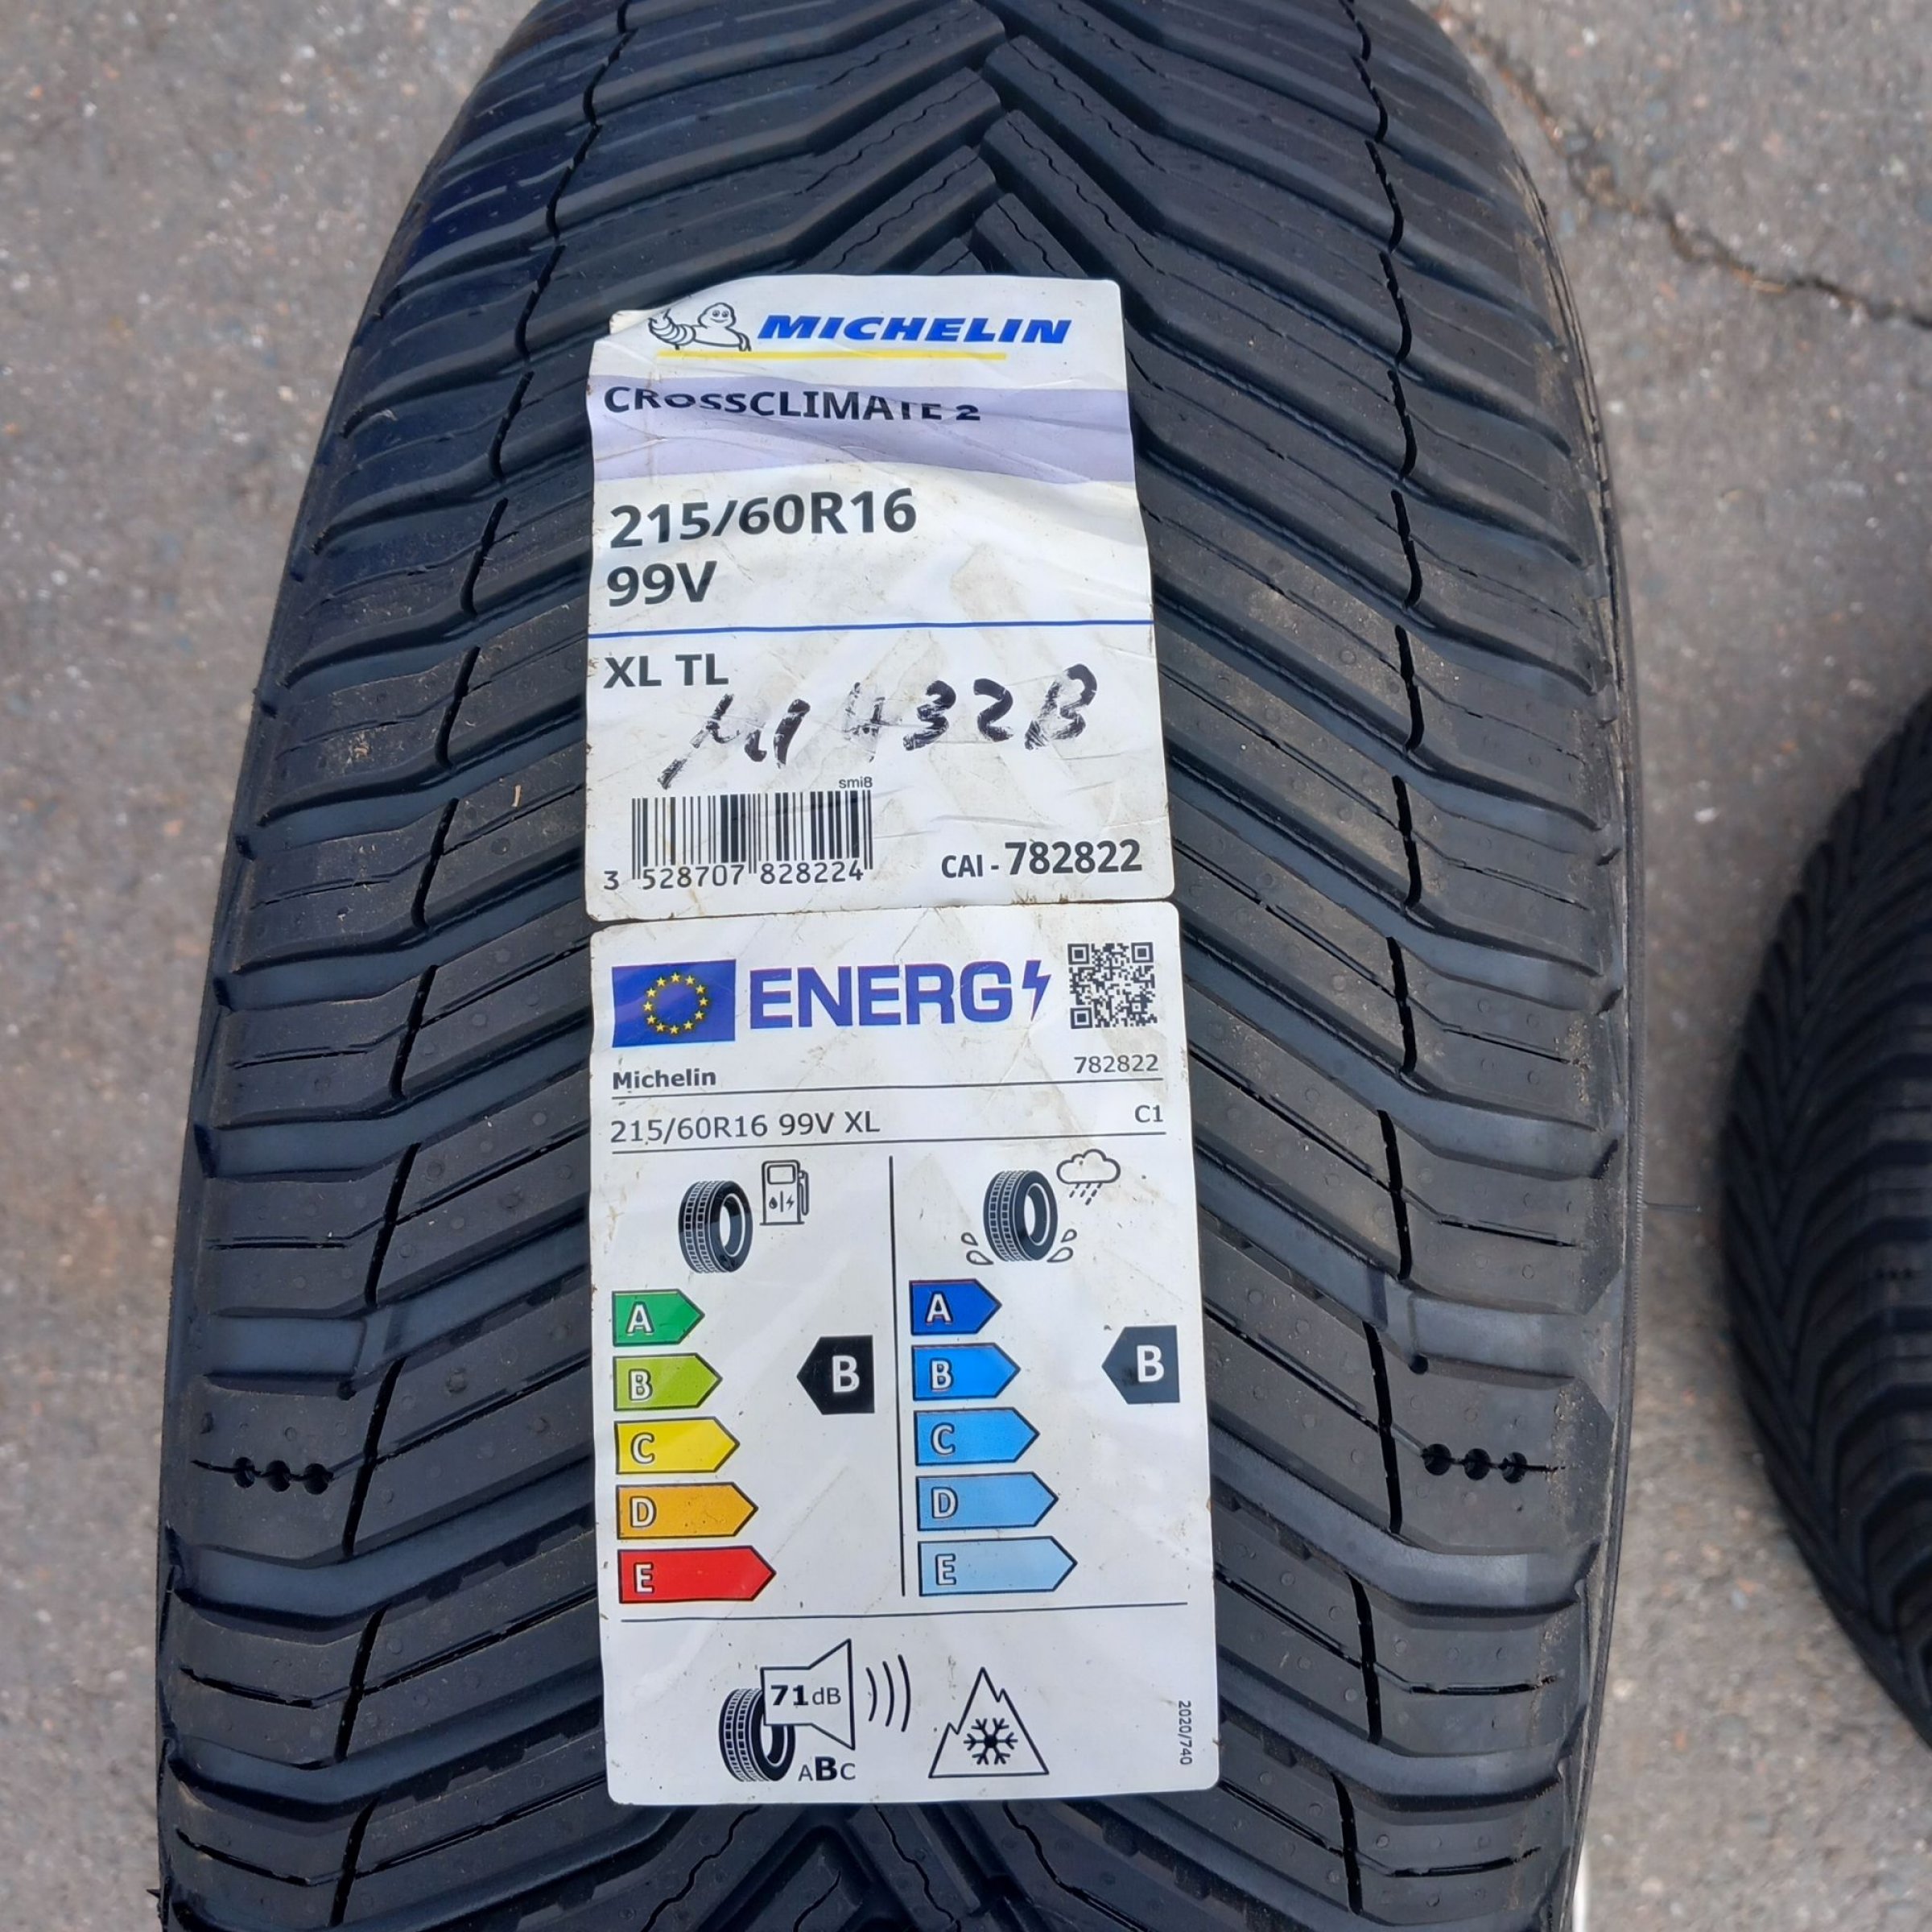 MICHELIN
CROSSCLIMATE 2
215/60R16
99V
XL TL
M1 432B
smi8
3 528707 828224
CAI - 782822
ENERG
Michelin 782822
215/60R16 99V XL C1
A A
B B B B
C C
D D
E E
71dB
ABC
2020/740